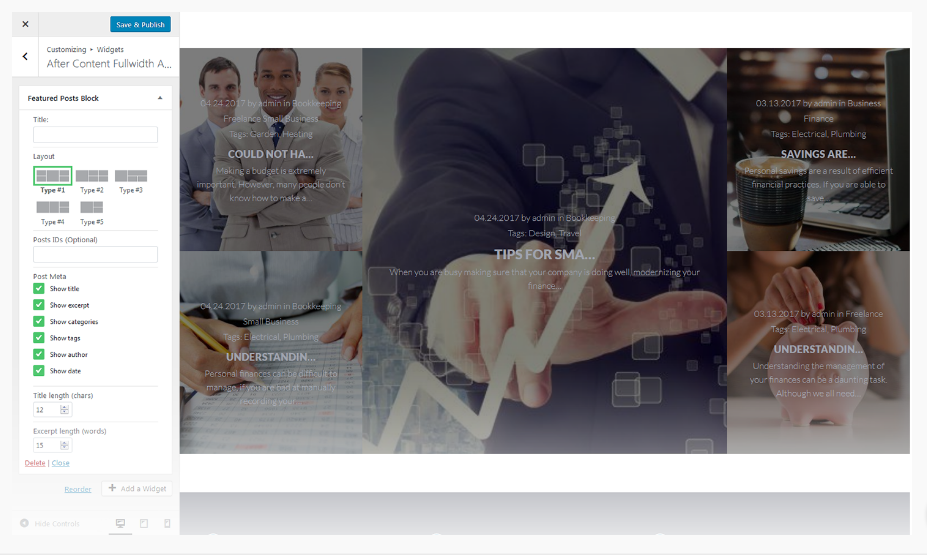 Save & Publish
Customizing ▸ Widgets
After Content Fullwidth A...
Featured Posts Block
Title:
Layout
Type #1
Type #2
Type #3
Type #4
Type #5
Posts IDs (Optional)
Post Meta
Show title
Show excerpt
Show categories
Show tags
Show author
Show date
Title length (chars)
12
Excerpt length (words)
15
Delete | Close
Reorder
Add a Widget
Hide Controls
04.24.2017 by admin in Bookkeeping
Freelance Small Business
Tags: Garden, Heeting
COULD NOT HA...
Making a budget is extremely
important. However, many people don't
know how to make a...
04.24.2017 by admin in Bookkeeping
Small Business
Tags: Electrical, Plumbing
UNDERSTANDIN...
Personal finances can be difficult to
manage, if you are bad at manually
recording your...
04.24.2017 by admin in Bookkeeping
Tags: Design, Travel
TIPS FOR SMA...
When you are busy making sure that your company is doing well, modernizing your
finance...
03.13.2017 by admin in Business
Finance
Tags: Electrical, Plumbing
SAVINGS ARE...
Personal savings are a result of efficient
financial practices. If you are able to
save...
03.13.2017 by admin in Freelance
Tags: Electrical, Plumbing
UNDERSTANDIN...
Understanding the management of
your finances can be a daunting task.
Although we all need...